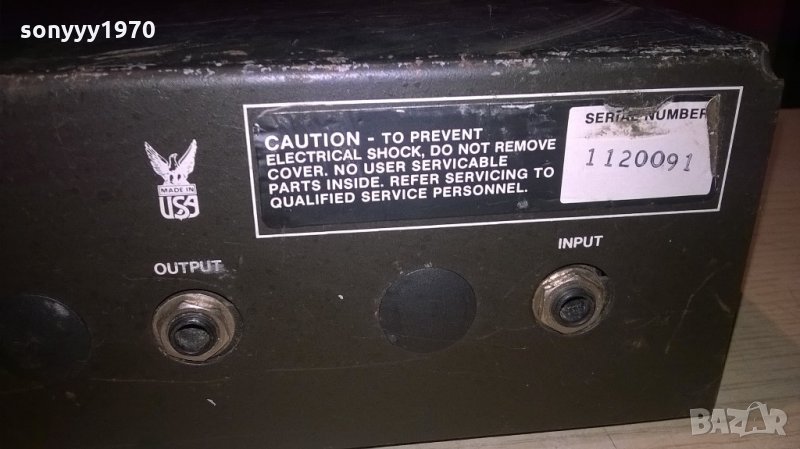 sonyyy1970
CAUTION - TO PREVENT
ELECTRICAL SHOCK, DO NOT REMOVE
COVER. NO USER SERVICABLE
PARTS INSIDE. REFER SERVICING TO
QUALIFIED SERVICE PERSONNEL.
SERIAL NUMBER
1120091
MADE IN
USA
OUTPUT
INPUT
BAZAR